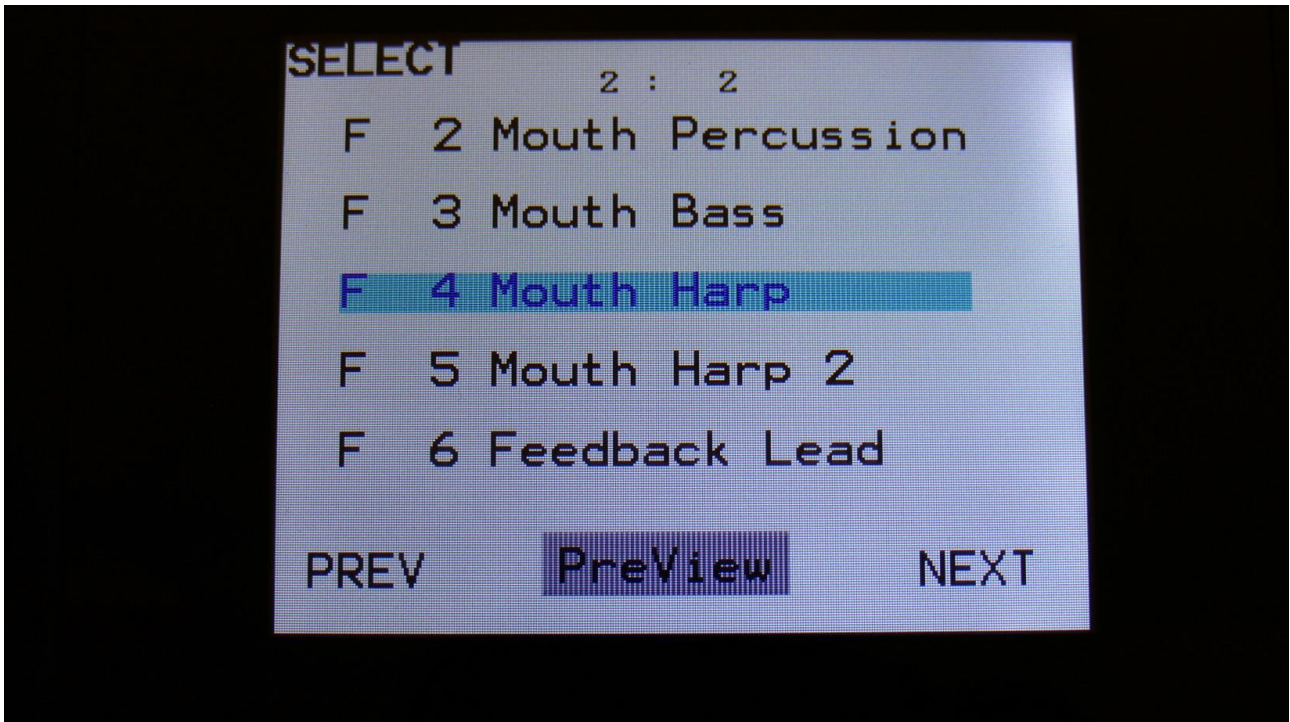 SELECT
2 : 2
F 2 Mouth Percussion
F 3 Mouth Bass
F 4 Mouth Harp
F 5 Mouth Harp 2
F 6 Feedback Lead
PREV PreView NEXT